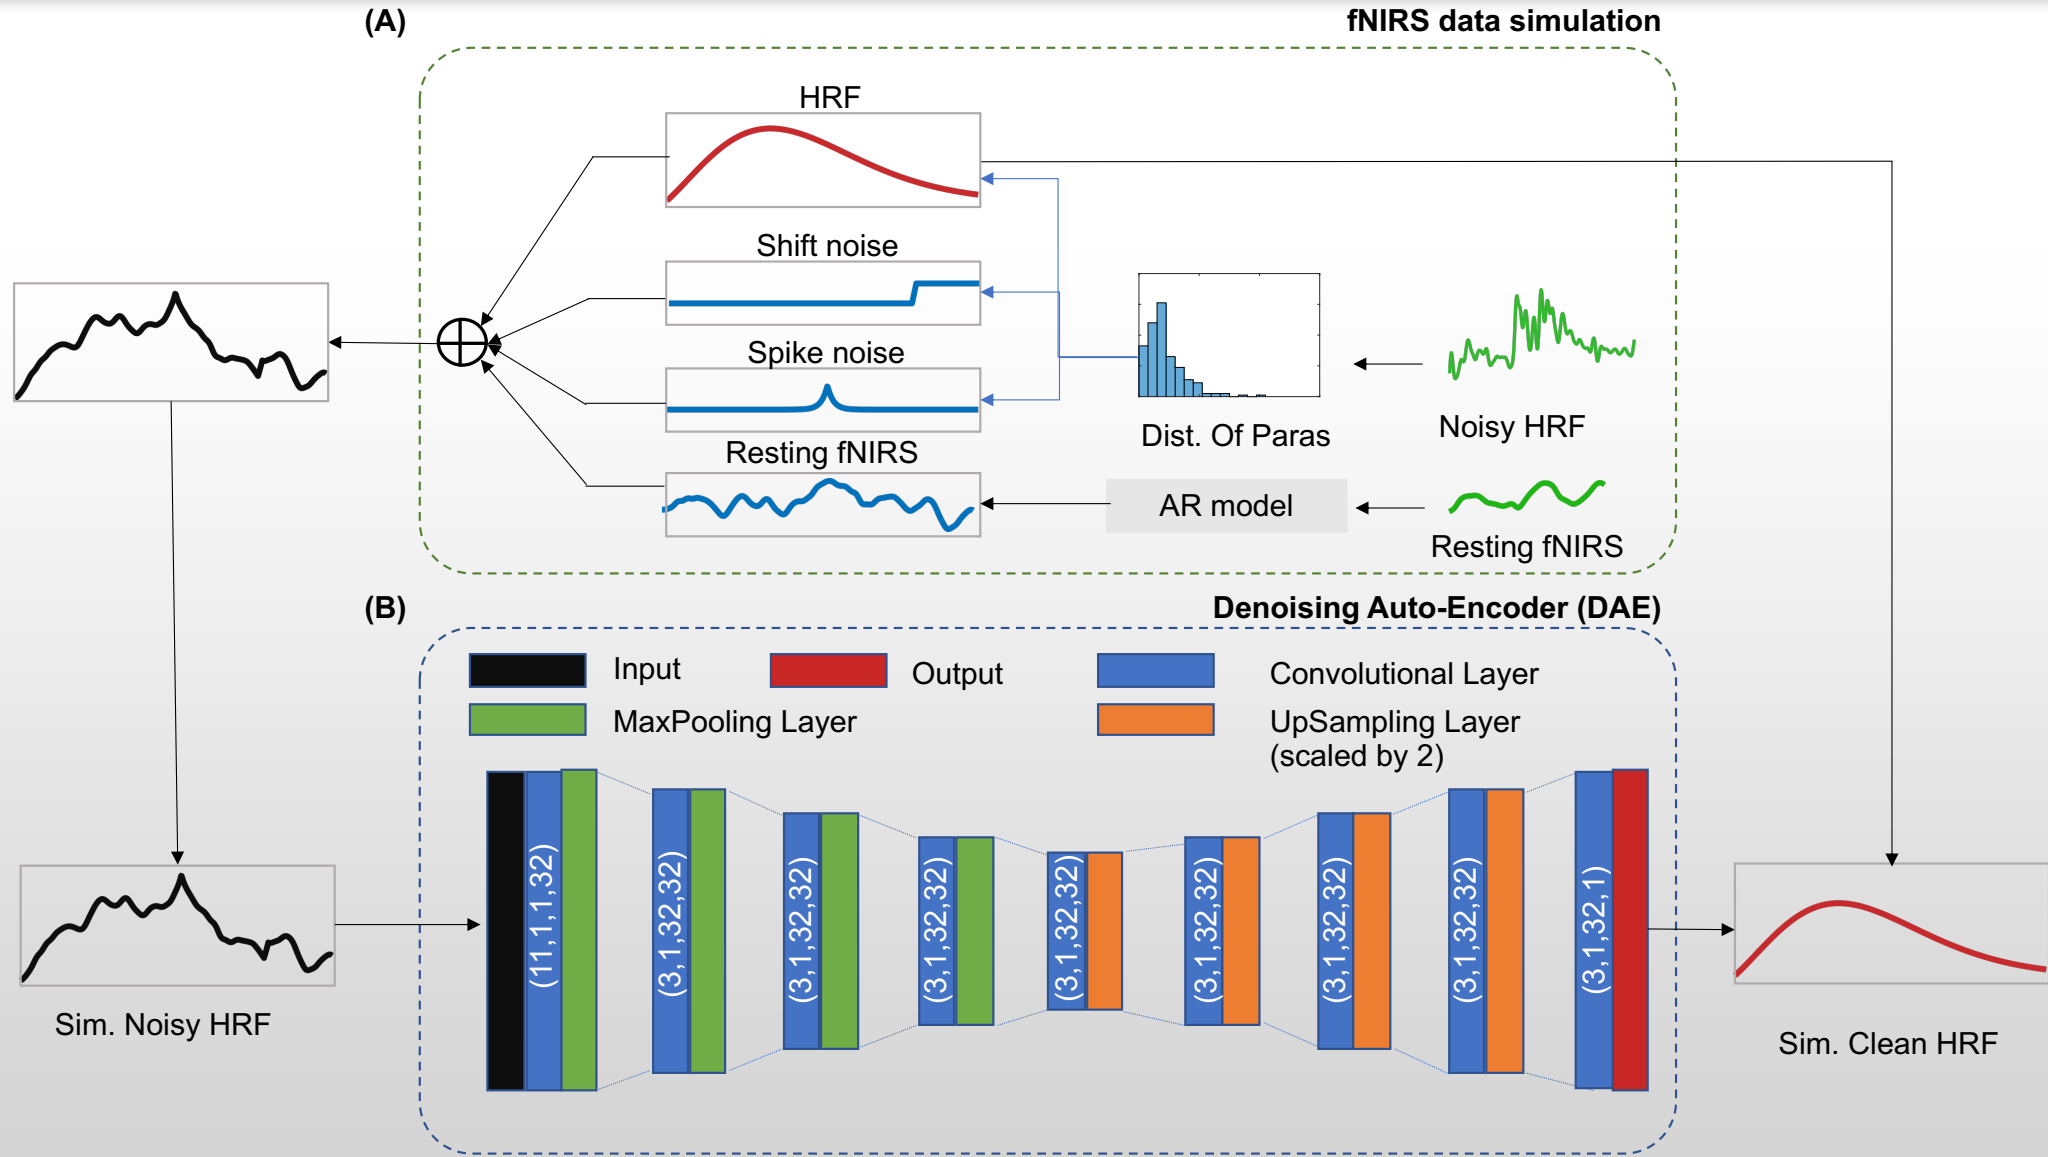 (A)
fNIRS data simulation
HRF
Shift noise
Spike noise
Resting fNIRS
Dist. Of Paras
Noisy HRF
AR model
Resting fNIRS
(B)
Denoising Auto-Encoder (DAE)
Input
Output
Convolutional Layer
MaxPooling Layer
UpSampling Layer
(scaled by 2)
(11,1,1,32)
(3,1,32,32)
(3,1,32,32)
(3,1,32,32)
(3,1,32,32)
(3,1,32,32)
(3,1,32,32)
(3,1,32,32)
(3,1,32,1)
Sim. Noisy HRF
Sim. Clean HRF